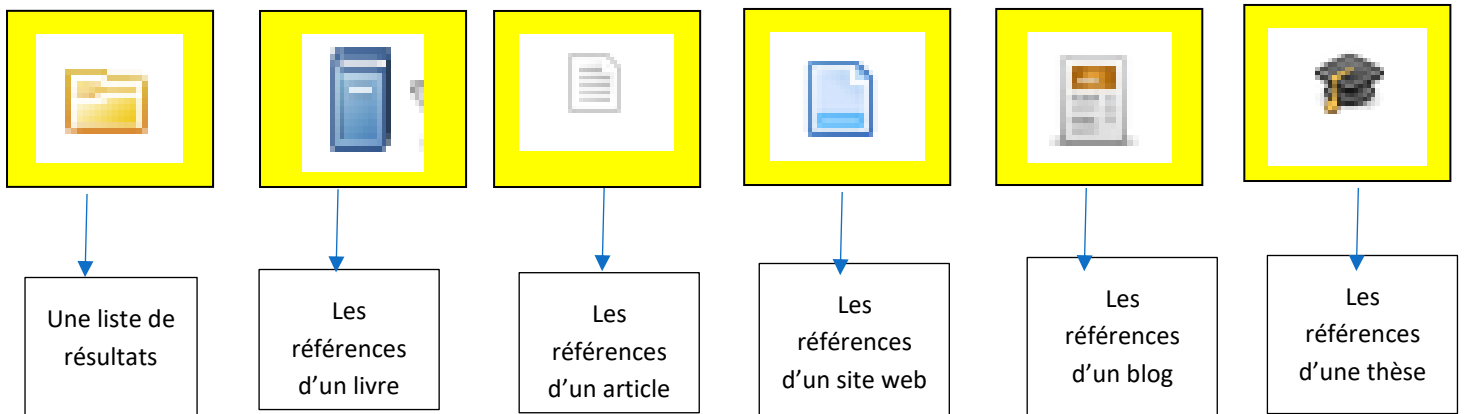 Une liste de
résultats
Les
références
d’un livre
Les
références
d’un article
Les
références
d’un site web
Les
références
d’un blog
Les
références
d’une thèse